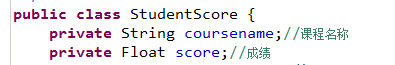 public class StudentScore {
private String coursename;//课程名称
private Float score;//成绩